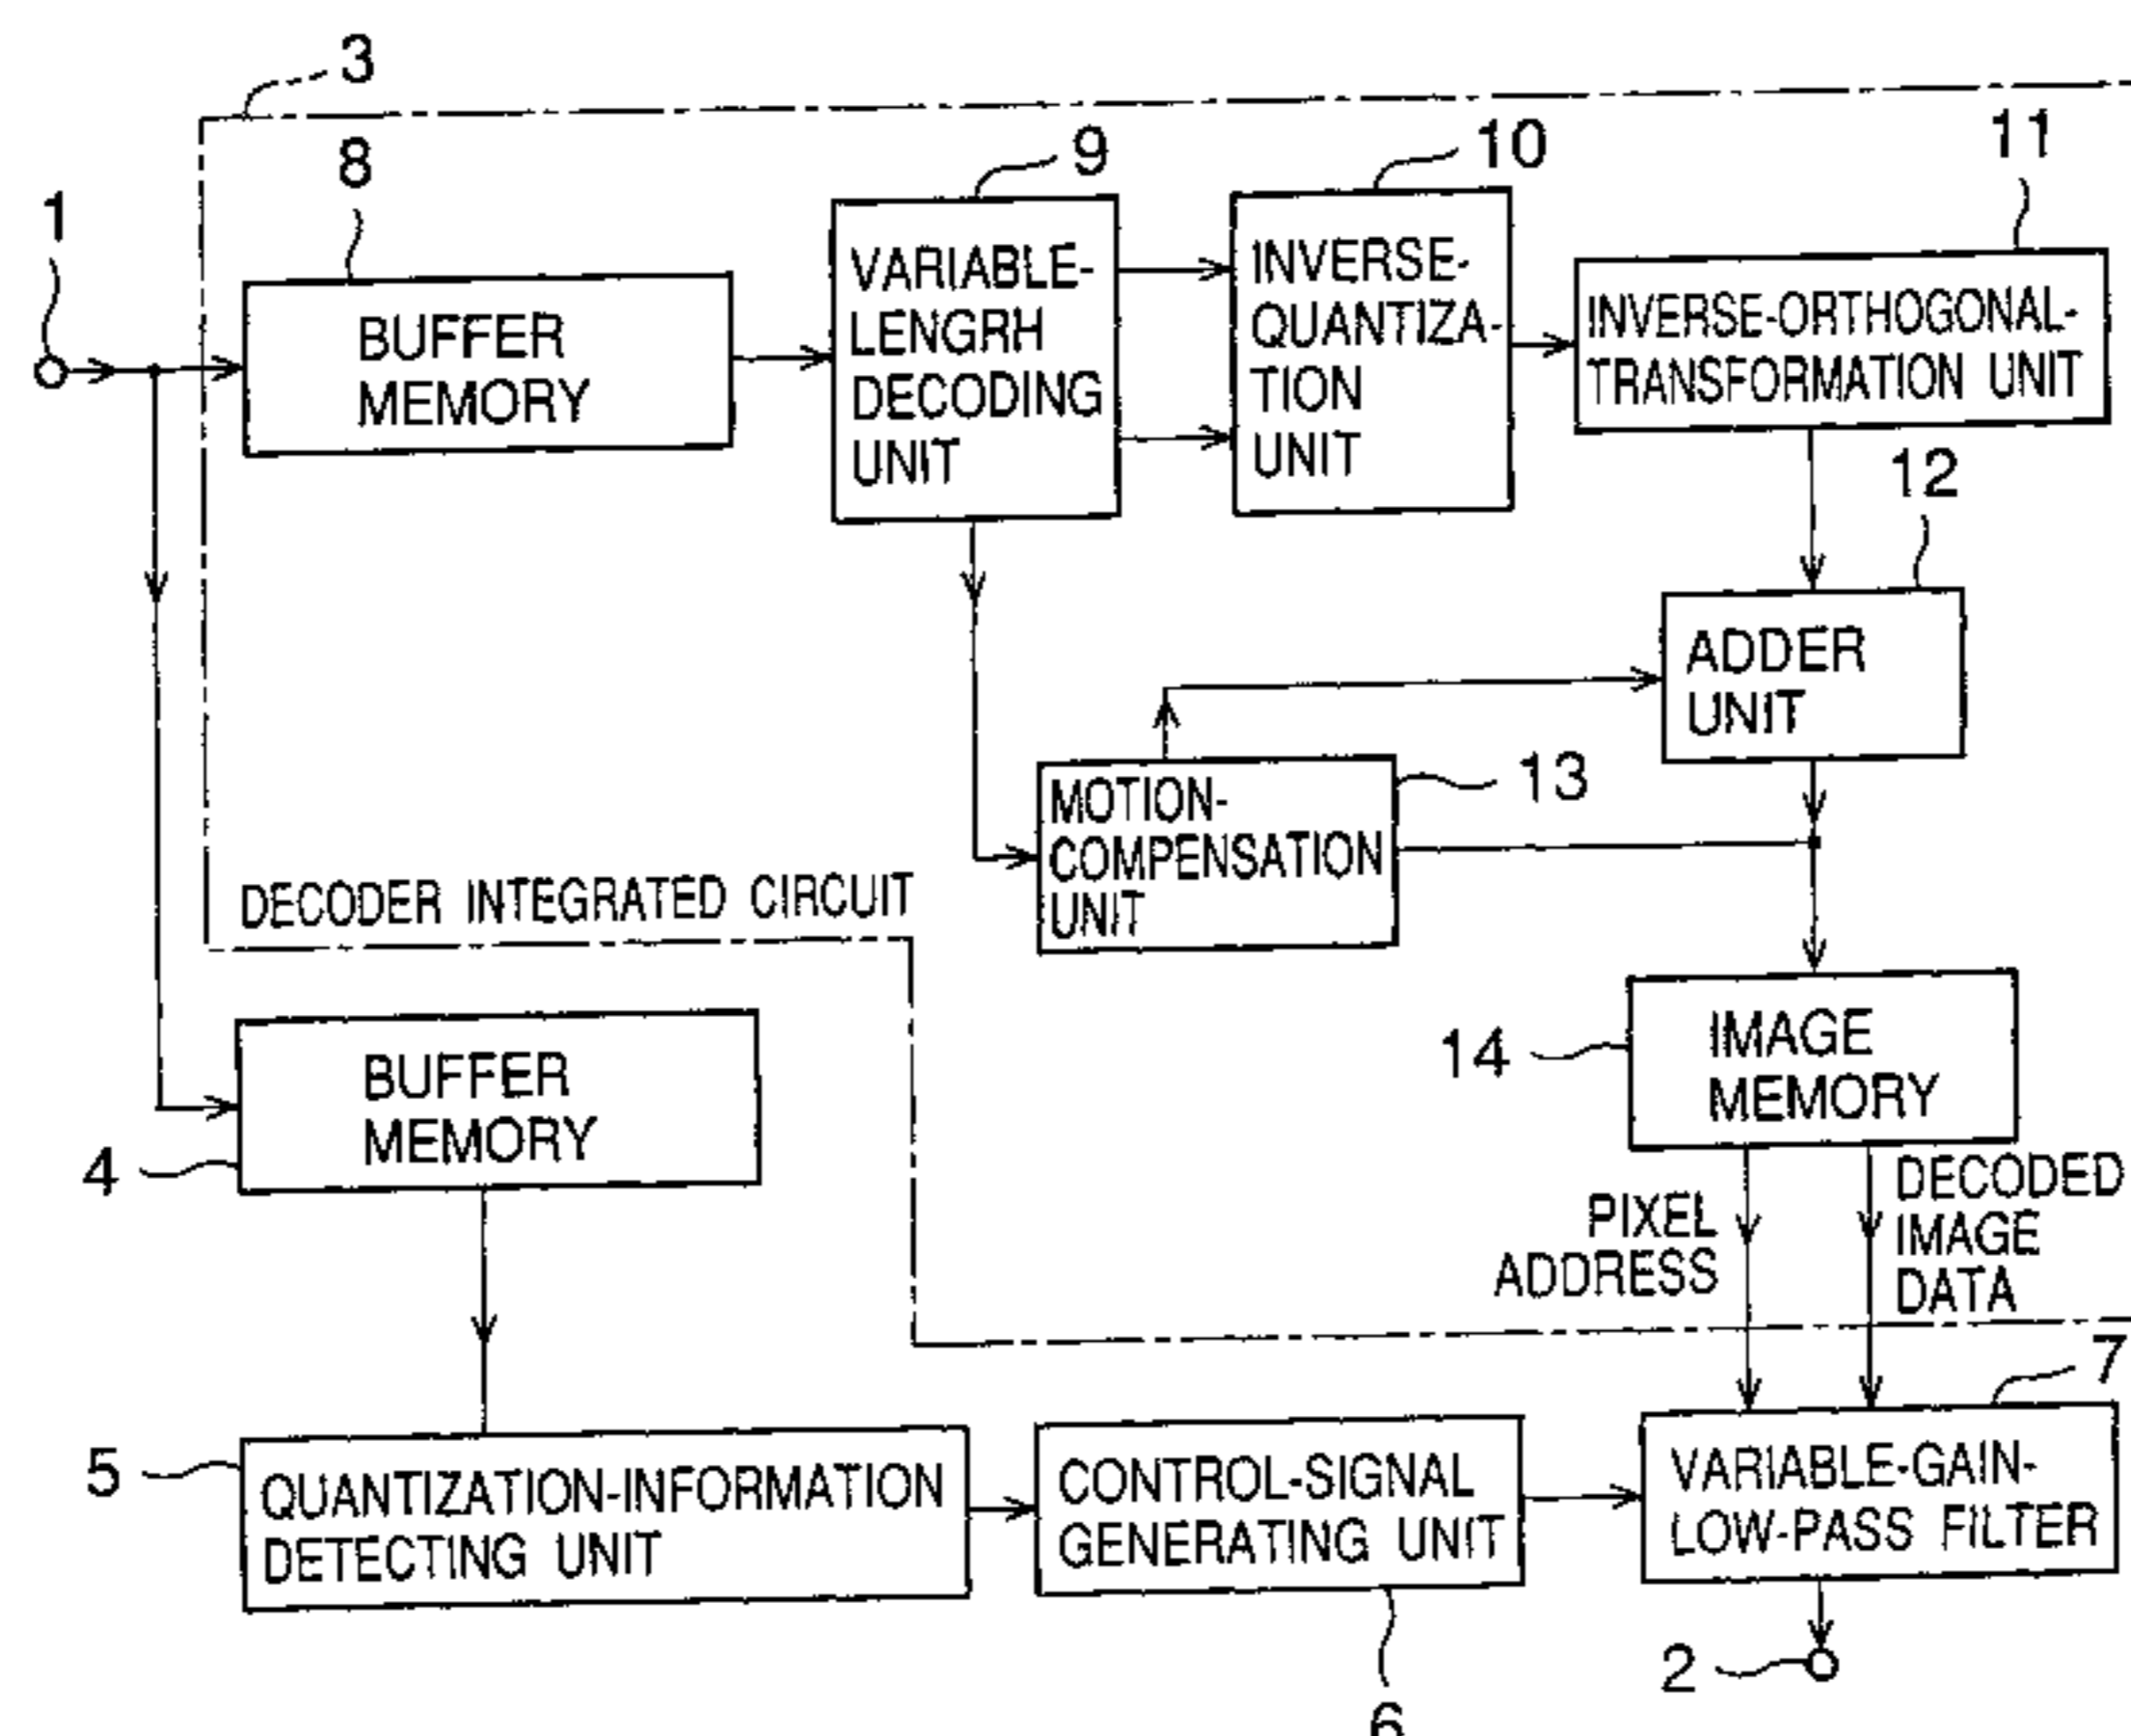 3
11
10
9
8
1
BUFFER
MEMORY
VARIABLE-
LENGRH
DECODING
UNIT
INVERSE-
QUANTIZA-
TION
UNIT
INVERSE-ORTHOGONAL-
TRANSFORMATION UNIT
12
ADDER
UNIT
13
MOTION-
COMPENSATION
UNIT
DECODER INTEGRATED CIRCUIT
14
IMAGE
MEMORY
BUFFER
MEMORY
4
PIXEL
ADDRESS
DECODED
IMAGE
DATA
7
5
QUANTIZATION-INFORMATION
DETECTING UNIT
CONTROL-SIGNAL
GENERATING UNIT
VARIABLE-GAIN-
LOW-PASS FILTER
2
6